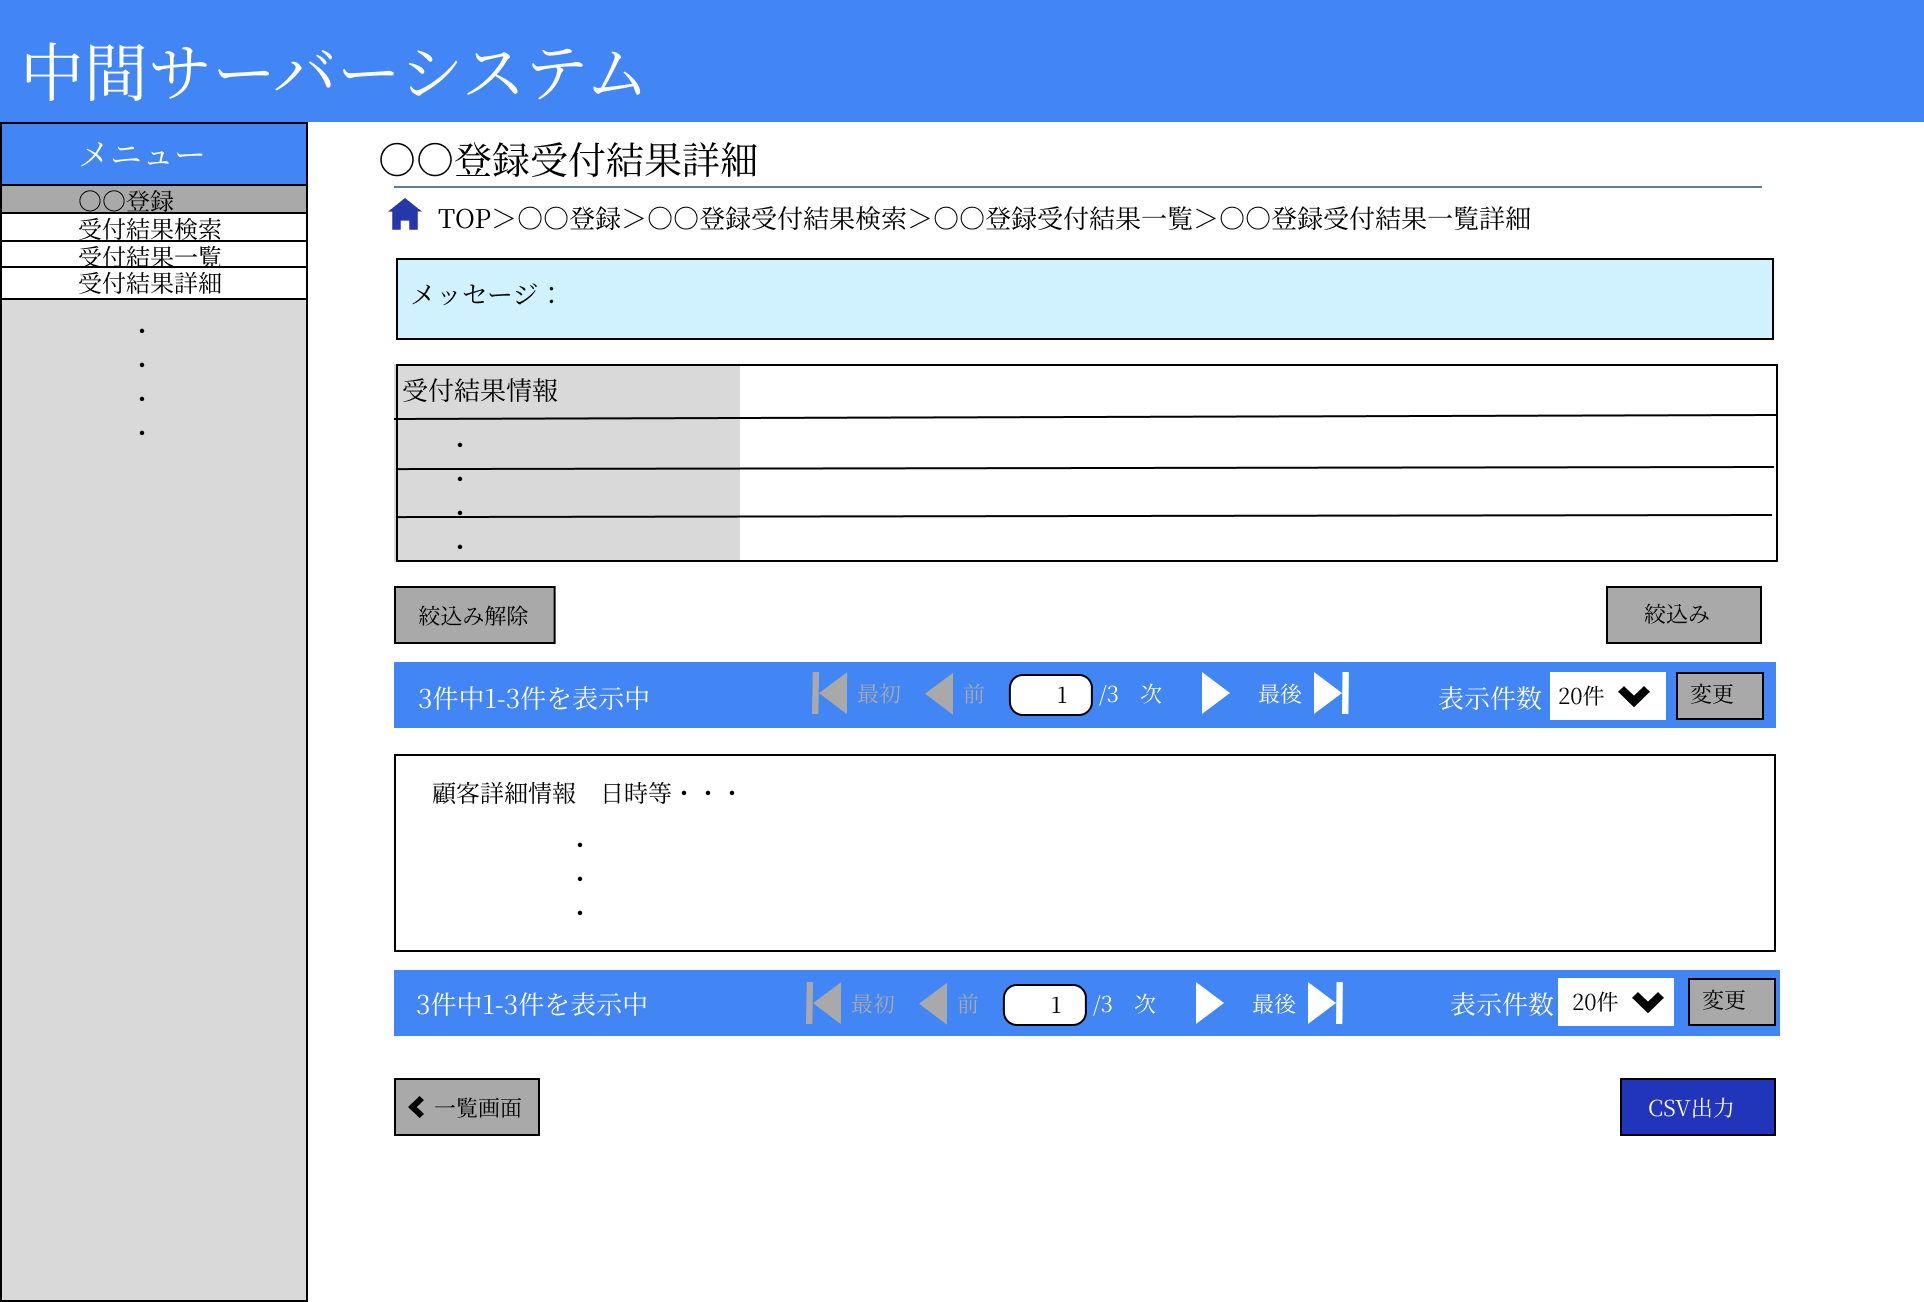 中間サーバーシステム
メニュー
〇〇登録
受付結果検索
受付結果一覧
受付結果詳細
・
・
・
・
〇〇登録受付結果詳細
TOP＞〇〇登録＞〇〇登録受付結果検索＞〇〇登録受付結果一覧＞〇〇登録受付結果一覧詳細
メッセージ：
受付結果情報
・
・
・
・
絞込み解除
絞込み
3件中1-3件を表示中 最初 前 1 /3 次 最後 表示件数 20件 変更
顧客詳細情報　日時等・・・
・
・
・
3件中1-3件を表示中 最初 前 1 /3 次 最後 表示件数 20件 変更
一覧画面
CSV出力